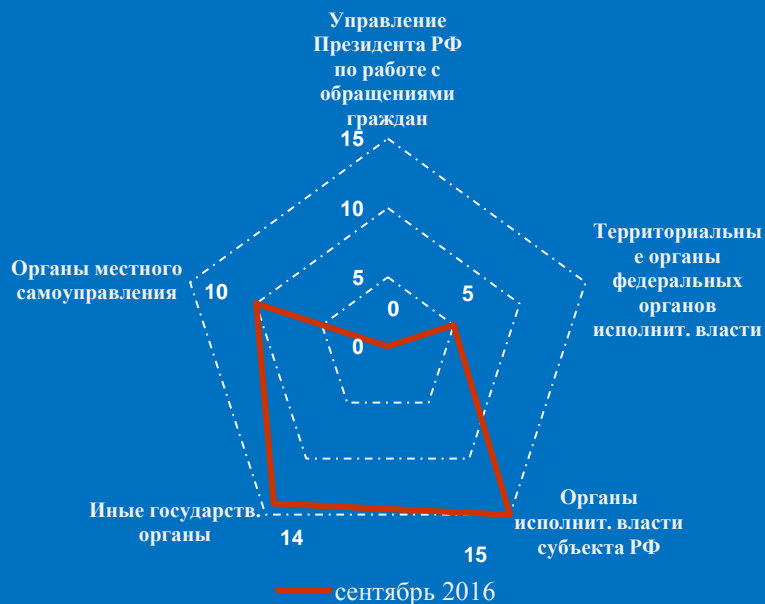 Управление
Президента РФ
по работе с
обращениями
граждан
15
10
5
0
0
5
Территориальны
е органы
федеральных
органов
исполнит. власти
Органы местного
самоуправления
10
Иные государств.
органы
14
15
Органы
исполнит. власти
субъекта РФ
сентябрь 2016